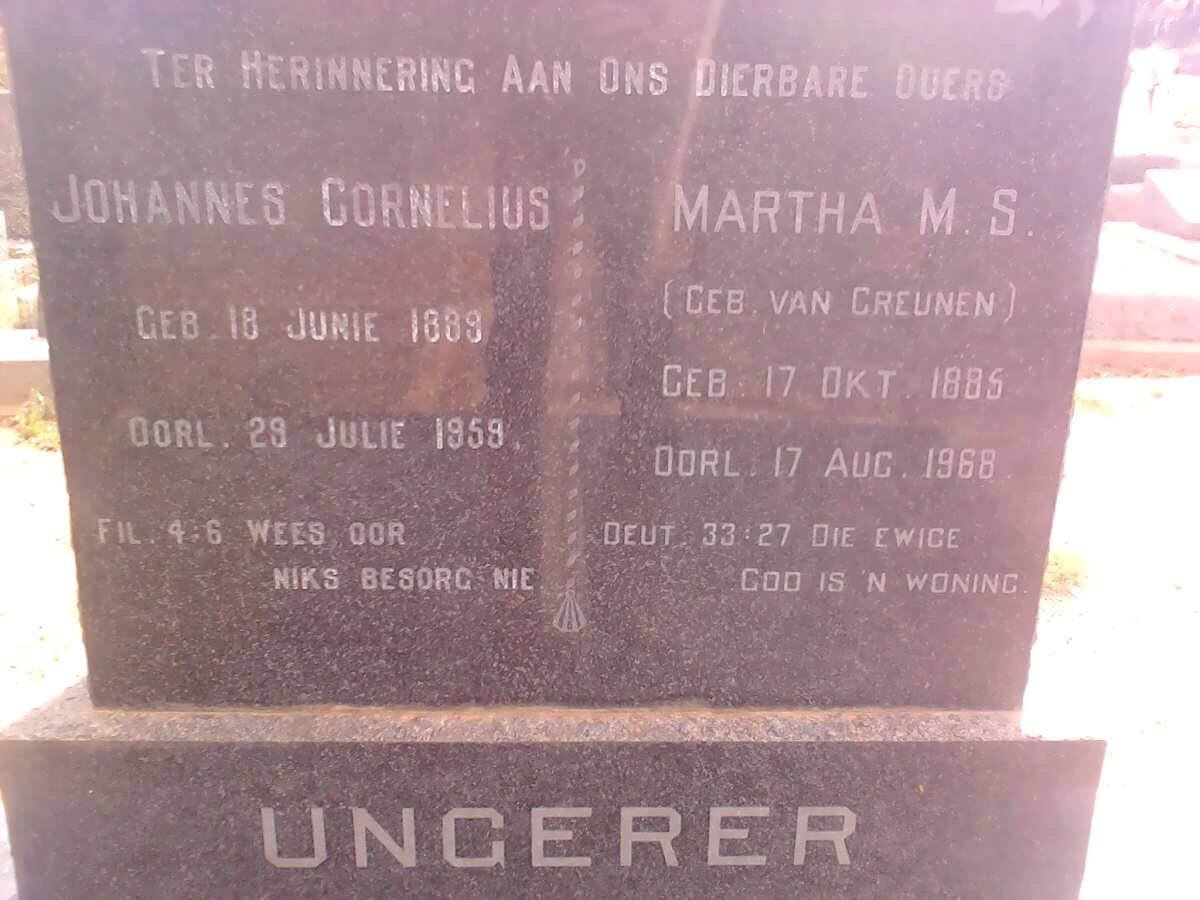 TER HERINNERING AAN ONS DIERBARE OUERS
JOHANNES CORNELIUS
GEB. 18 JUNIE 1889
OORL. 29 JULIE 1959.
FIL. 4:6 WEES OOR
NIKS BESORG NIE
MARTHA M. S.
(GEB. VAN GREUNEN)
GEB. 17 OKT. 1885
OORL. 17 AUG. 1968.
DEUT. 33:27 DIE EWIGE
GOD IS 'N WONING.
UNGERER